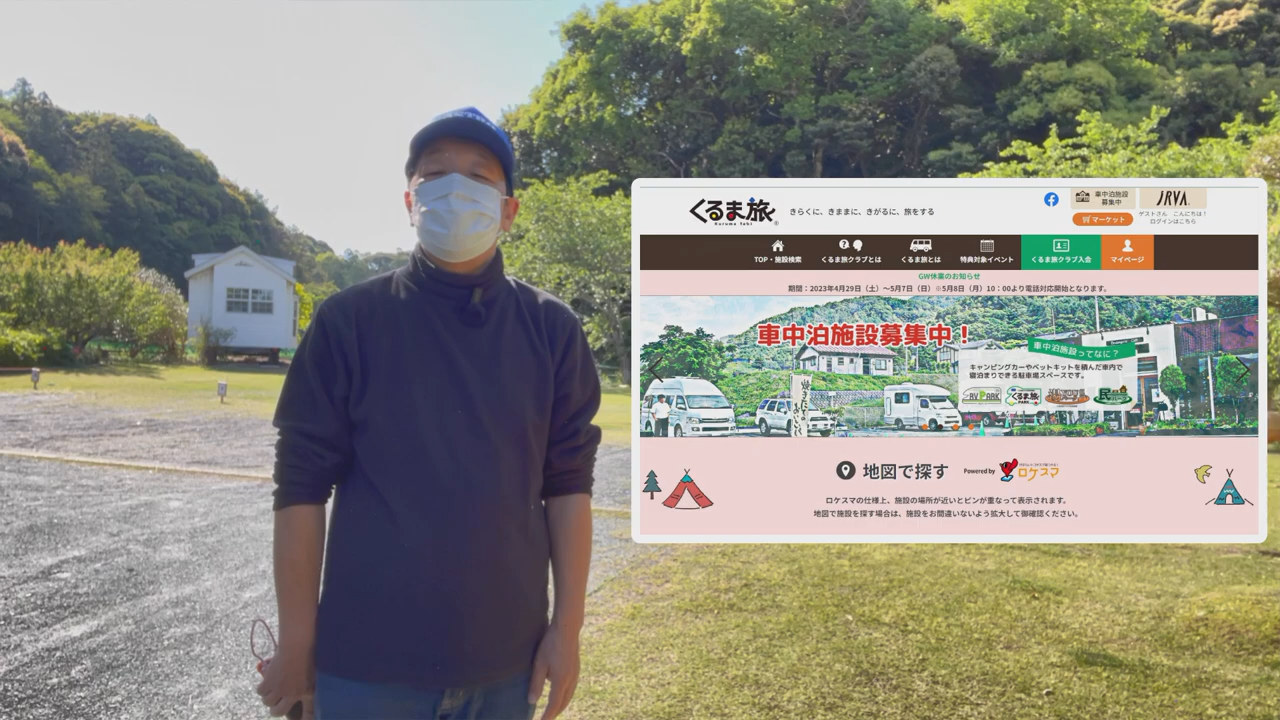 くるま旅
Kuruma Tabi
きらくに、きままに、きがるに、旅をする
車中泊施設
募集中
JRVA
マーケット
ゲストさん こんにちは!
ログインはこちら
TOP・施設検索
くるま旅クラブとは
くるま旅とは
特典対象イベント
くるま旅クラブ入会
マイページ
GW休業のお知らせ
期間:2023年4月29日(土)~5月7日(日)※5月8日(月)10:00より電話対応開始となります。
車中泊施設募集中!
車中泊施設ってなに?
キャンピングカーやペットキットを積んだ車内で
寝泊まりできる駐車場スペースです。
RV PARK
くるま旅
地図で探す
Powered by
ロケスマ
ロケスマの仕様上、施設の場所が近いとピンが重なって表示されます。
地図で施設を探す場合は、施設をお間違いないよう拡大して御確認ください。